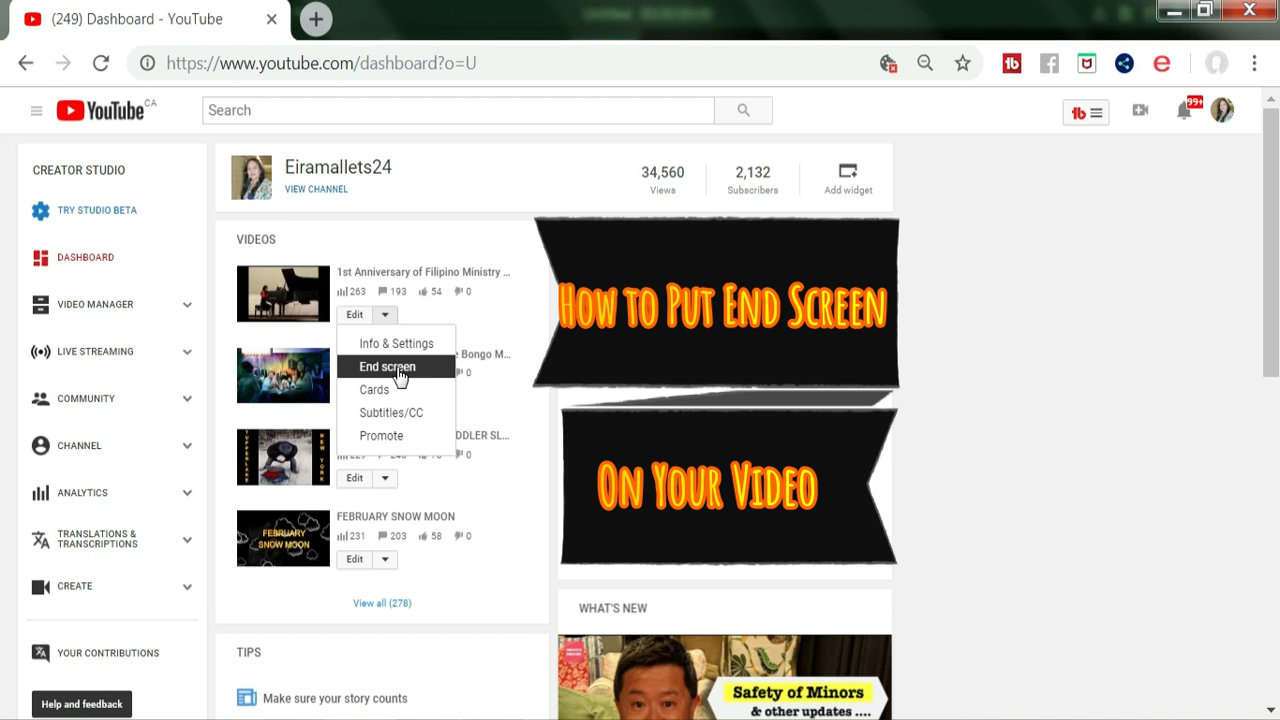 (249) Dashboard - YouTube
https://www.youtube.com/dashboard?o=U
YouTube CA
Search
99+
CREATOR STUDIO
TRY STUDIO BETA
DASHBOARD
VIDEO MANAGER
LIVE STREAMING
COMMUNITY
CHANNEL
ANALYTICS
TRANSLATIONS &
TRANSCRIPTIONS
CREATE
YOUR CONTRIBUTIONS
Help and feedback
Eiramallets24
VIEW CHANNEL
34,560
Views
2,132
Subscribers
Add widget
VIDEOS
1st Anniversary of Filipino Ministry ...
263 193 54 0
Edit
Info & Settings
End screen
Cards
Subtitles/CC
Promote
Bongo M...
0
TUPPERLAKE
NEW YORK
DDLER SL...
0
Edit
FEBRUARY
SNOW MOON
FEBRUARY SNOW MOON
231 203 58 0
Edit
View all (278)
TIPS
Make sure your story counts
How to Put End Screen
On Your Video
WHAT'S NEW
Safety of Minors
& other updates ....